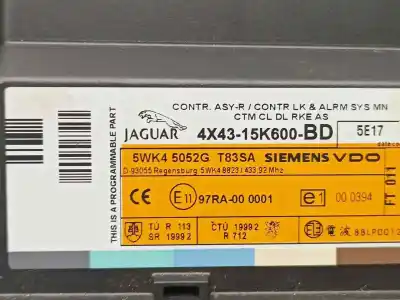 THIS IS A PROGRAMMABLE PART
CONTR. ASY-R / CONTR LK & ALRM SYS MN
CTM CL DL RKE AS
JAGUAR 4X43-15K600-BD 5E17
5WK4 5052G T83SA SIEMENS VDO
D-93055 Regensburg 5WK4 8823 / 433,92 Mhz
CE E11 97RA-00 0001 e1 00 0394
FT 011
TÜ R 113 CTÜ 1999 2
SR 1999 2 R 712